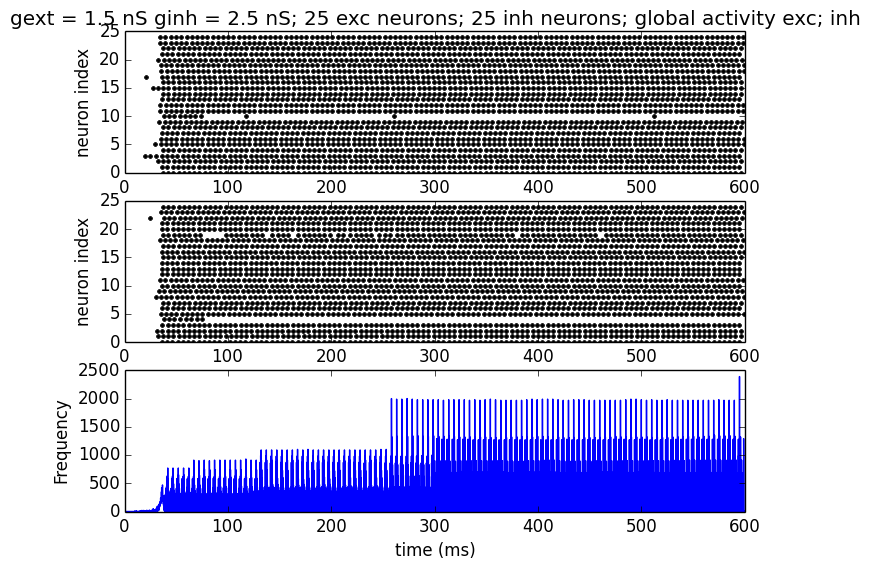 gext = 1.5 nS ginh = 2.5 nS; 25 exc neurons; 25 inh neurons; global activity exc; inh
25
20
15
10
5
0
neuron index
0 100 200 300 400 500 600
25
20
15
10
5
0
neuron index
0 100 200 300 400 500 600
2500
2000
1500
1000
500
0
Frequency
0 100 200 300 400 500 600
time (ms)